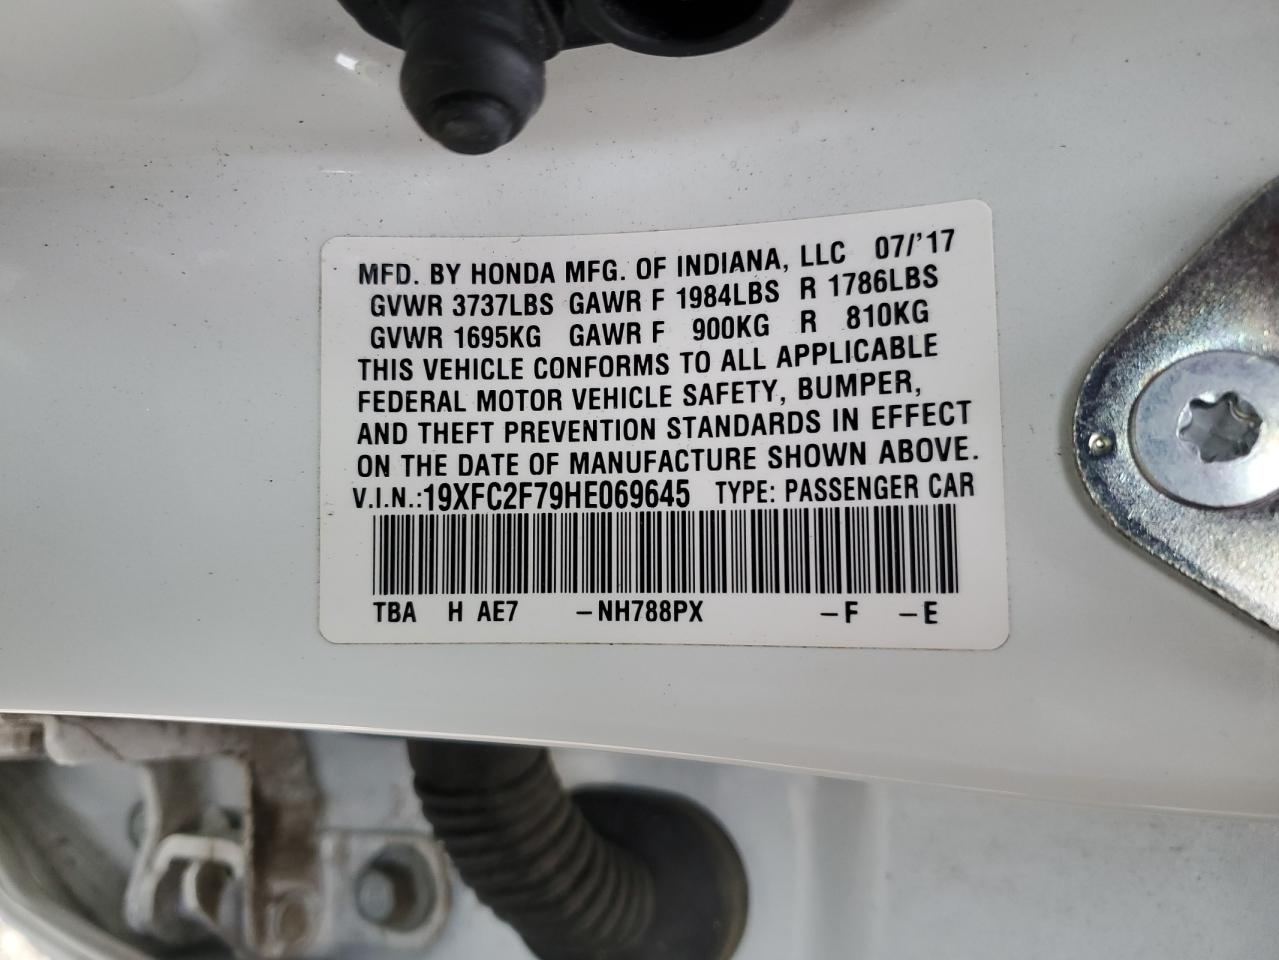 MFD. BY HONDA MFG. OF INDIANA, LLC 07/'17
GVWR 3737LBS GAWR F 1984LBS R 1786LBS
GVWR 1695KG GAWR F 900KG R 810KG
THIS VEHICLE CONFORMS TO ALL APPLICABLE
FEDERAL MOTOR VEHICLE SAFETY, BUMPER,
AND THEFT PREVENTION STANDARDS IN EFFECT
ON THE DATE OF MANUFACTURE SHOWN ABOVE.
V.I.N.:19XFC2F79HE069645 TYPE: PASSENGER CAR
TBA H AE7 –NH788PX –F –E